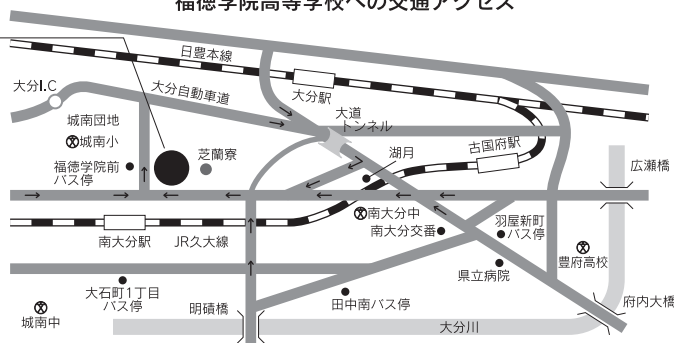 福徳学院高等学校への交通アクセス
日豊本線
大分駅
大分I.C
大分自動車道
大道
トンネル
城南団地
城南小
芝蘭寮
福徳学院前
バス停
湖月
古国府駅
広瀬橋
南大分中
南大分交番
羽屋新町
バス停
南大分駅
JR久大線
豊府高校
県立病院
大石町1丁目
バス停
田中南バス停
明磧橋
府内大橋
城南中
大分川